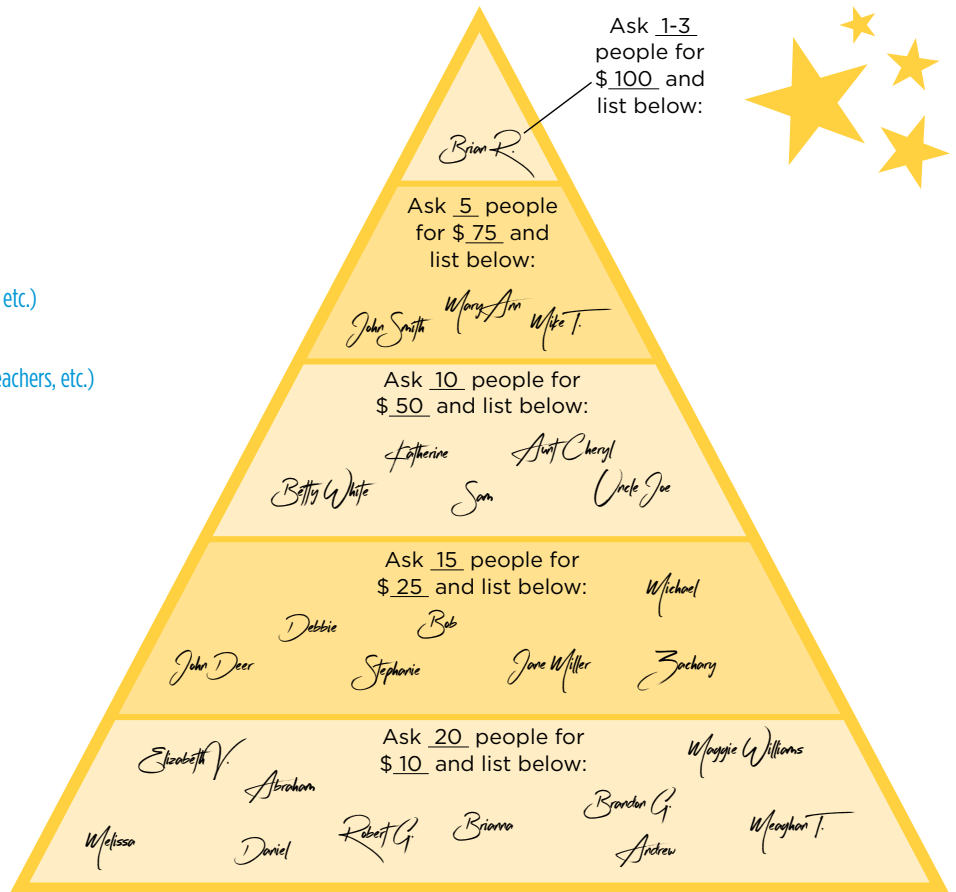 Ask 1-3
people for
$ 100 and
list below:
Brian R.
Ask 5 people
for $ 75 and
list below:
John Smith Mary Ann Mike T.
etc.)
eachers, etc.)
Ask 10 people for
$ 50 and list below:
Katherine Aunt Cheryl
Betty White Sam Uncle Joe
Ask 15 people for
$ 25 and list below:
Michael
Debbie Bob
John Deer Stephanie Jane Miller Zachary
Ask 20 people for
$ 10 and list below:
Elizabeth V. Maggie Williams
Abraham Brandon G.
Melissa Daniel Robert G. Brianna Andrew Meaghan T.